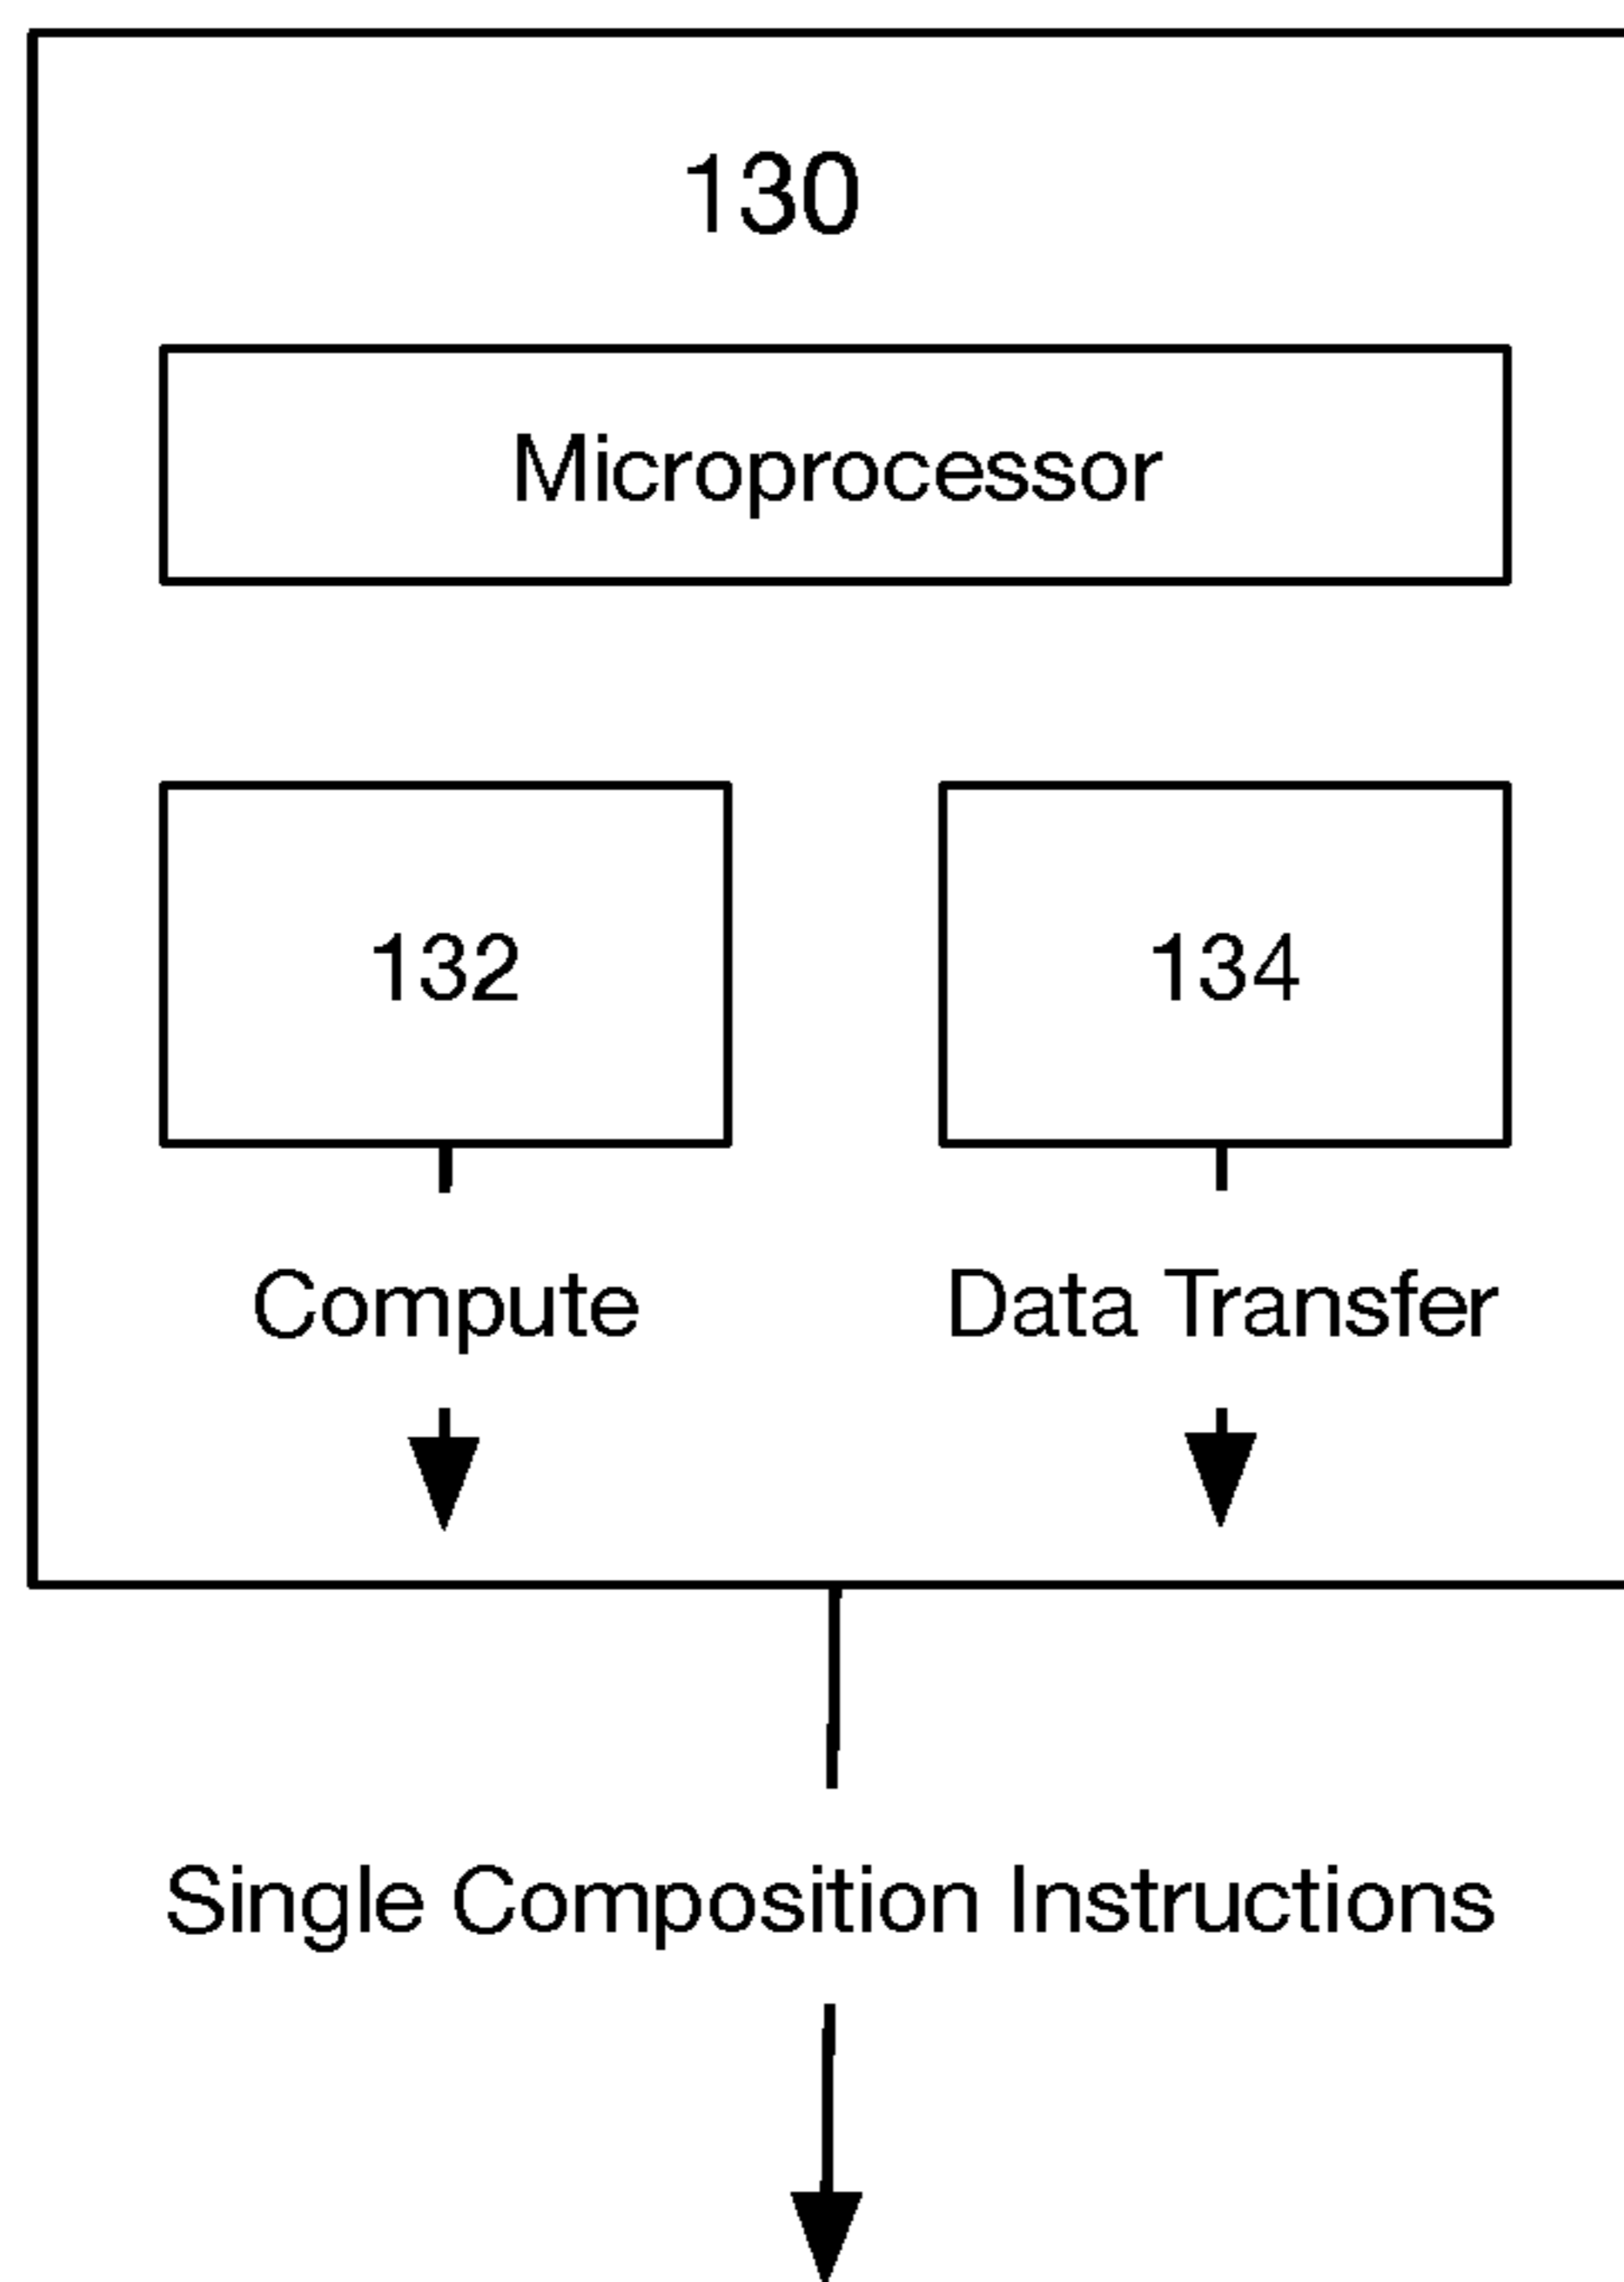 130
Microprocessor
132 134
Compute Data Transfer
Single Composition Instructions